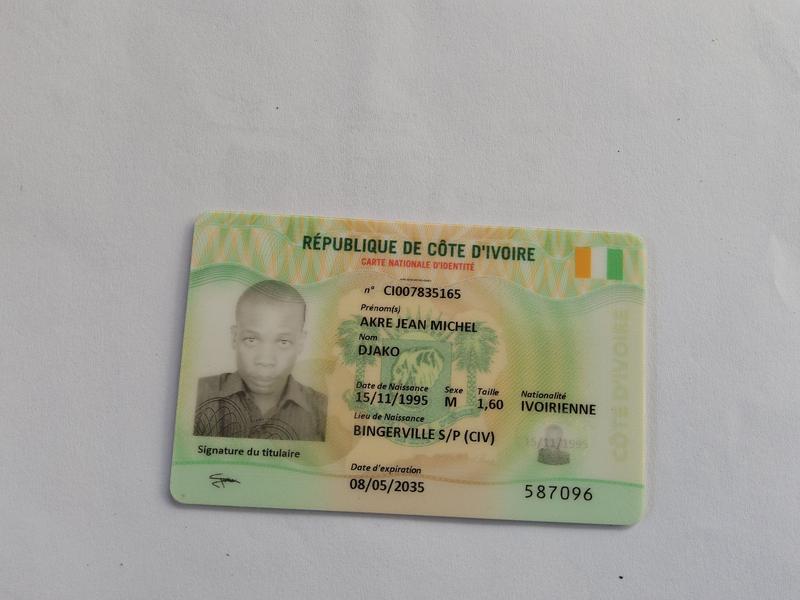 RÉPUBLIQUE DE CÔTE D'IVOIRE
CARTE NATIONALE D'IDENTITÉ
n° CI007835165
Prénom(s)
AKRE JEAN MICHEL
Nom
DJAKO
Date de Naissance Sexe Taille Nationalité
15/11/1995 M 1,60 IVOIRIENNE
Lieu de Naissance
BINGERVILLE S/P (CIV)
15/11/1995
CÔTE D'IVOIRE
Signature du titulaire
Date d'expiration
08/05/2035
587096